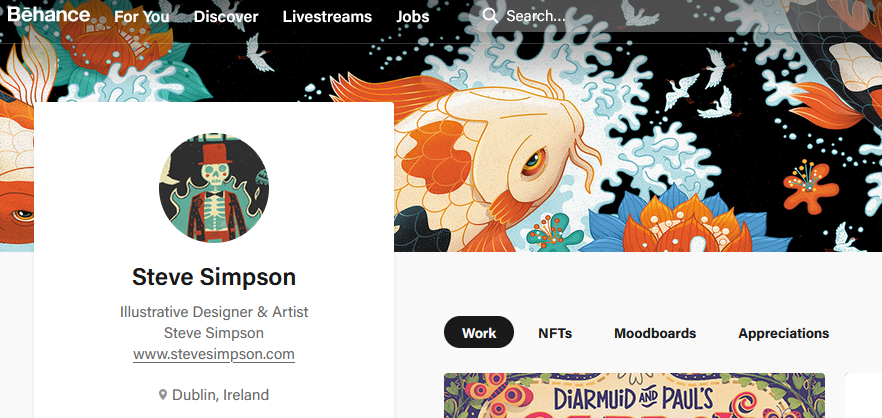 Bēhance For You Discover Livestreams Jobs Search...
Steve Simpson
Illustrative Designer & Artist
Steve Simpson
www.stevesimpson.com
Dublin, Ireland
Work NFTs Moodboards Appreciations
DiARMUiD AND PAUL'S